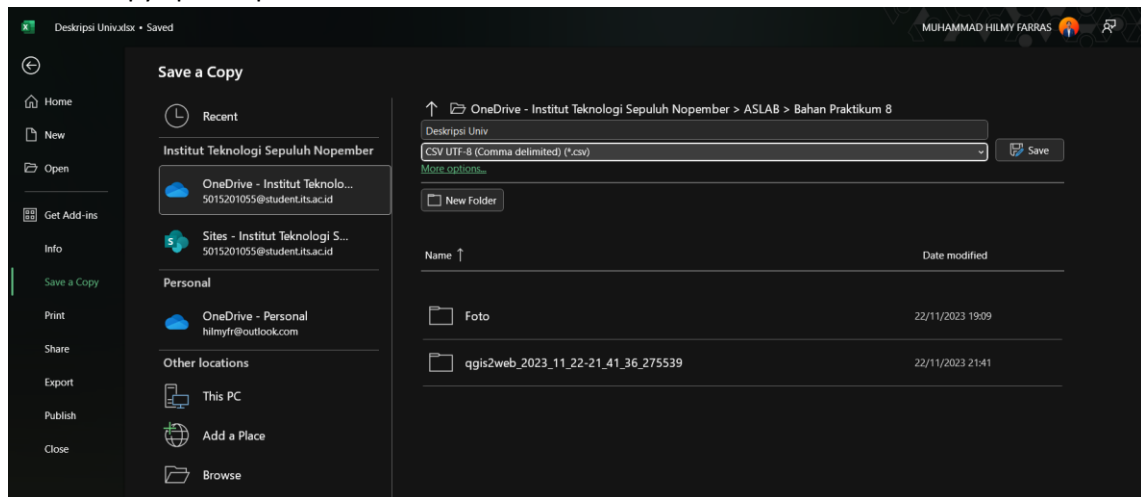 Deskripsi Univ.xlsx • Saved
MUHAMMAD HILMY FARRAS
Save a Copy
Home
New
Open
Get Add-ins
Info
Save a Copy
Print
Share
Export
Publish
Close
Recent
Institut Teknologi Sepuluh Nopember
OneDrive - Institut Teknolo...
5015201055@student.its.ac.id
Sites - Institut Teknologi S...
5015201055@student.its.ac.id
Personal
OneDrive - Personal
hilmyfr@outlook.com
Other locations
This PC
Add a Place
Browse
OneDrive - Institut Teknologi Sepuluh Nopember > ASLAB > Bahan Praktikum 8
Deskripsi Univ
CSV UTF-8 (Comma delimited) (*.csv)
Save
More options...
New Folder
Name ↑ Date modified
Foto 22/11/2023 19:09
qgis2web_2023_11_22-21_41_36_275539 22/11/2023 21:41